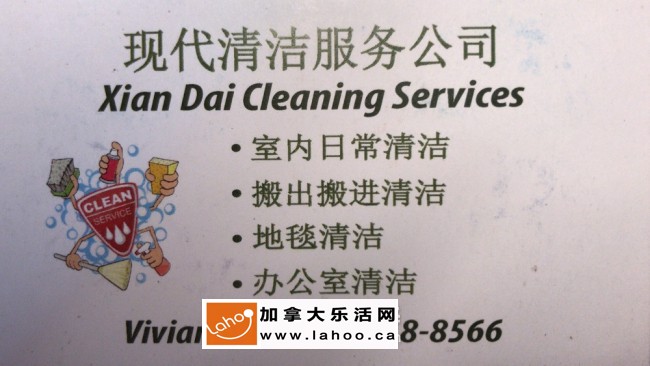 现代清洁服务公司
Xian Dai Cleaning Services
• 室内日常清洁
• 搬出搬进清洁
• 地毯清洁
• 办公室清洁
CLEAN
SERVICE
Lahoo
加拿大乐活网
www.lahoo.ca
Vivian 8-8566